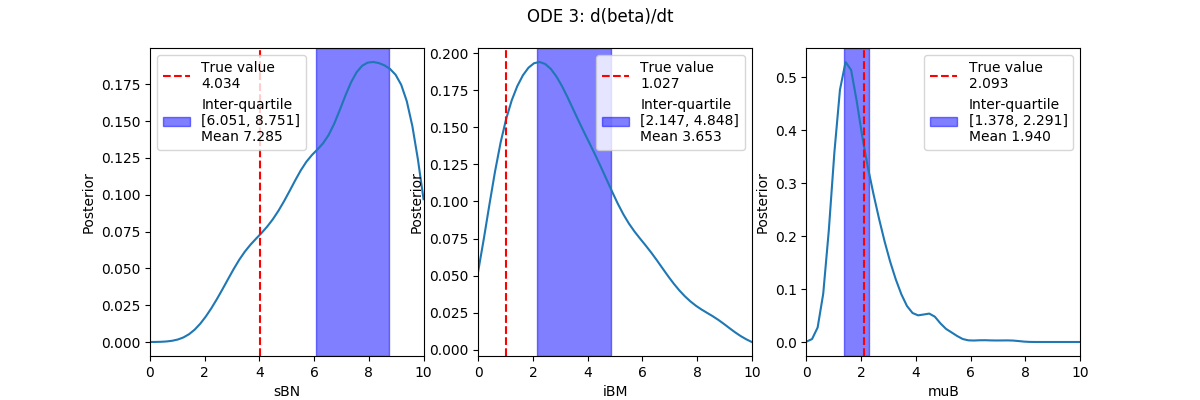 ODE 3: d(beta)/dt
True value
4.034
Inter-quartile
[6.051, 8.751]
Mean 7.285
0.175
0.150
0.125
0.100
0.075
0.050
0.025
0.000
Posterior
0 2 4 6 8 10
sBN
True value
1.027
Inter-quartile
[2.147, 4.848]
Mean 3.653
0.200
0.175
0.150
0.125
0.100
0.075
0.050
0.025
0.000
Posterior
0 2 4 6 8 10
iBM
True value
2.093
Inter-quartile
[1.378, 2.291]
Mean 1.940
0.5
0.4
0.3
0.2
0.1
0.0
Posterior
0 2 4 6 8 10
muB